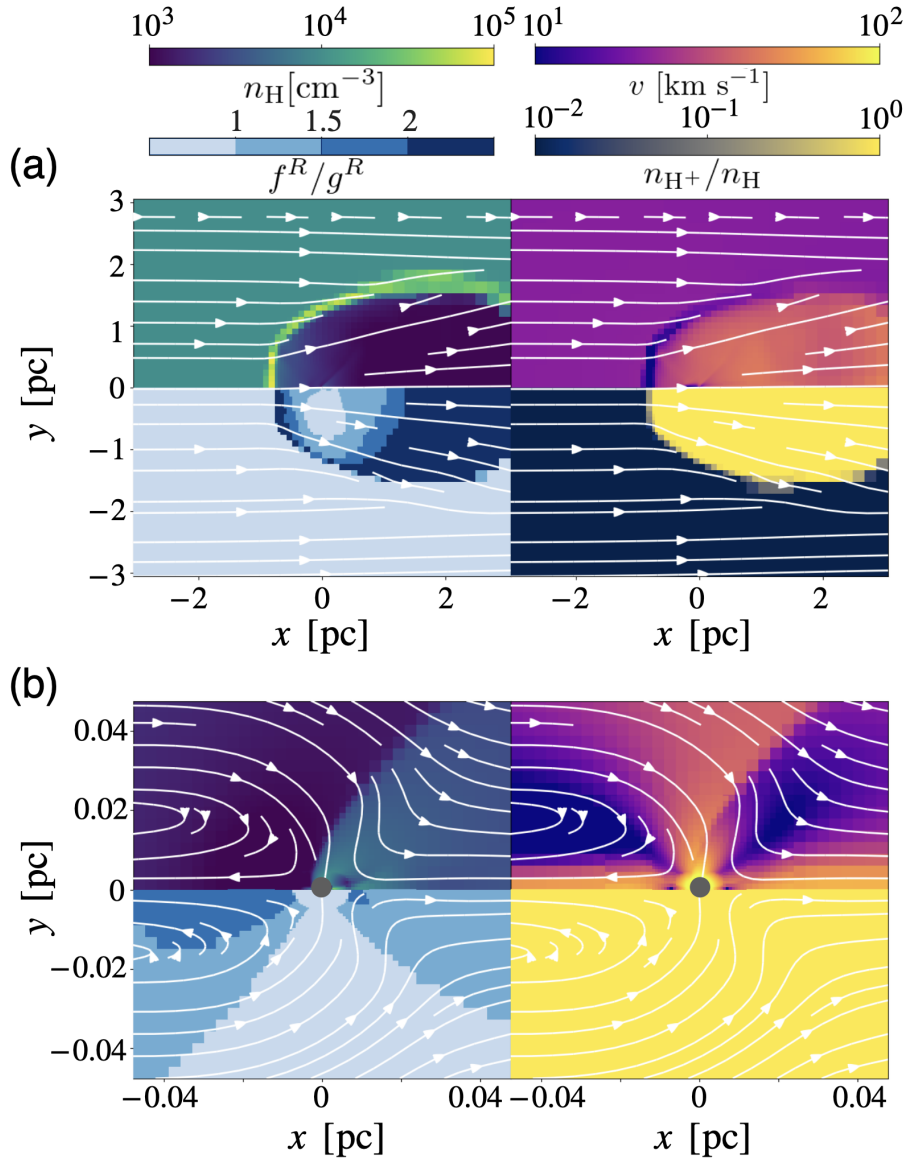 10^3 10^4 10^5 10^1 10^2
n_H[cm^−3] v [km s^−1]
1 1.5 2 10^−2 10^−1 10^0
f^R/g^R n_H+/n_H
(a)
3
2
1
0
−1
−2
−3
y [pc]
−2 0 2 −2 0 2
x [pc] x [pc]
(b)
0.04
0.02
0
−0.02
−0.04
y [pc]
−0.04 0 0.04 −0.04 0 0.04
x [pc] x [pc]